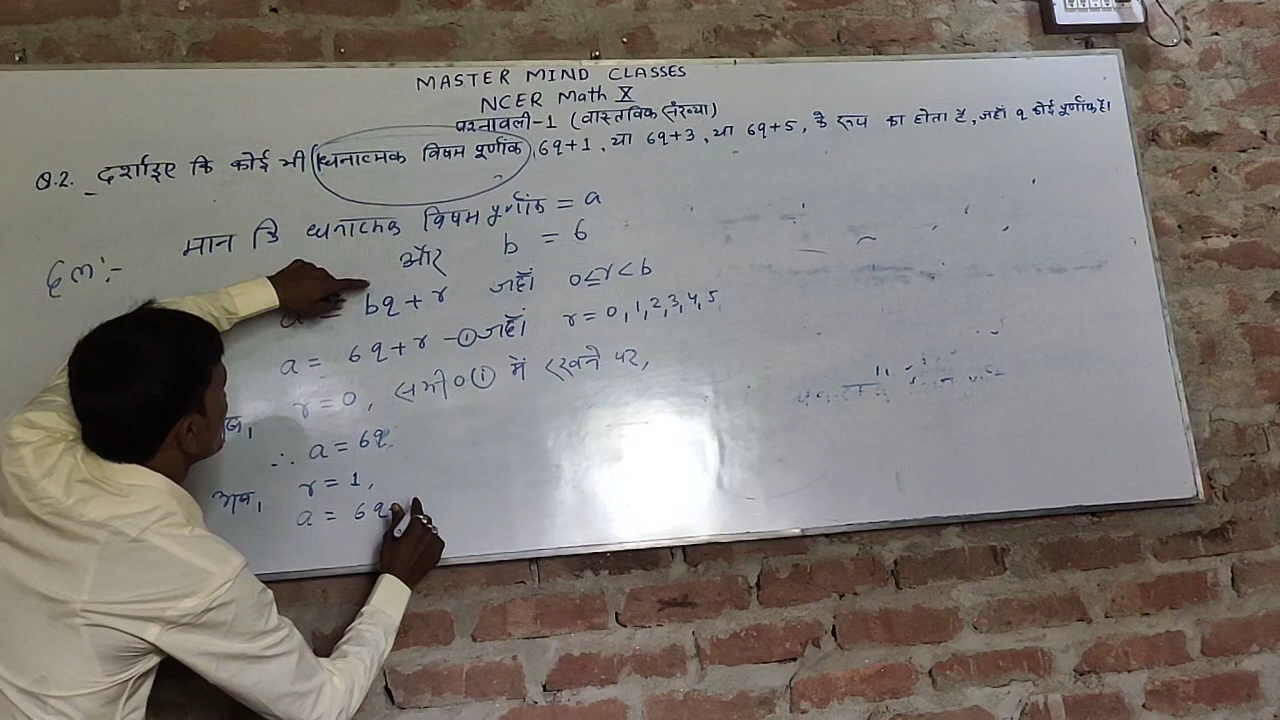 MASTER MIND CLASSES
NCER Math X
प्रश्नावली-1 (वास्तविक संख्या)
Q.2. दर्शाइए कि कोई भी धनात्मक विषम पूर्णांक, 6q+1, या 6q+3, या 6q+5, के रूप का होता है, जहाँ q कोई पूर्णांक है।
हल:- मान कि धनात्मक विषम पूर्णांक = a
और b = 6
a bq + r जहाँ 0≤r<b
a = 6q+r -① जहाँ r = 0,1,2,3,4,5
r=0, समी० ① में रखने पर,
∴ a = 6q
अब, r = 1,
a = 6q